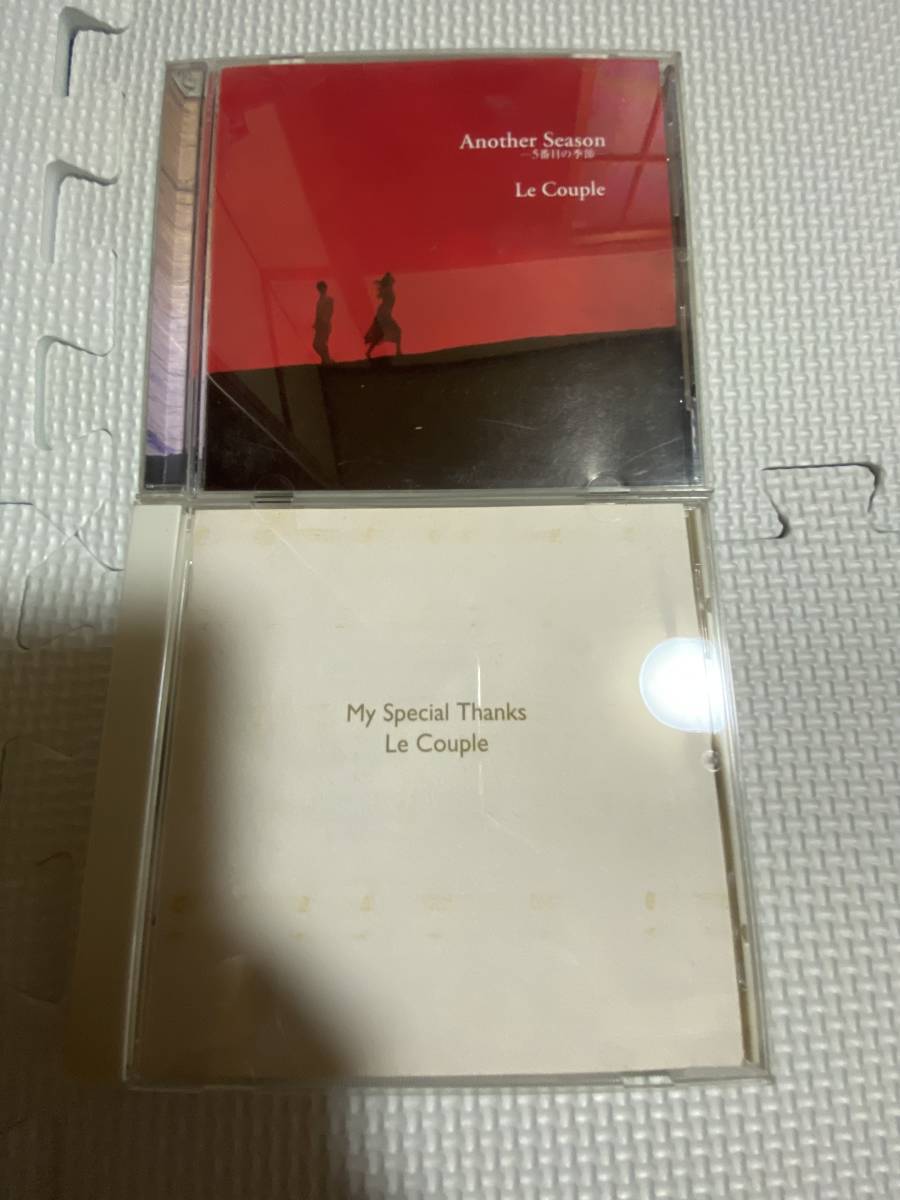 Another Season
—5番目の季節—
Le Couple
My Special Thanks
Le Couple